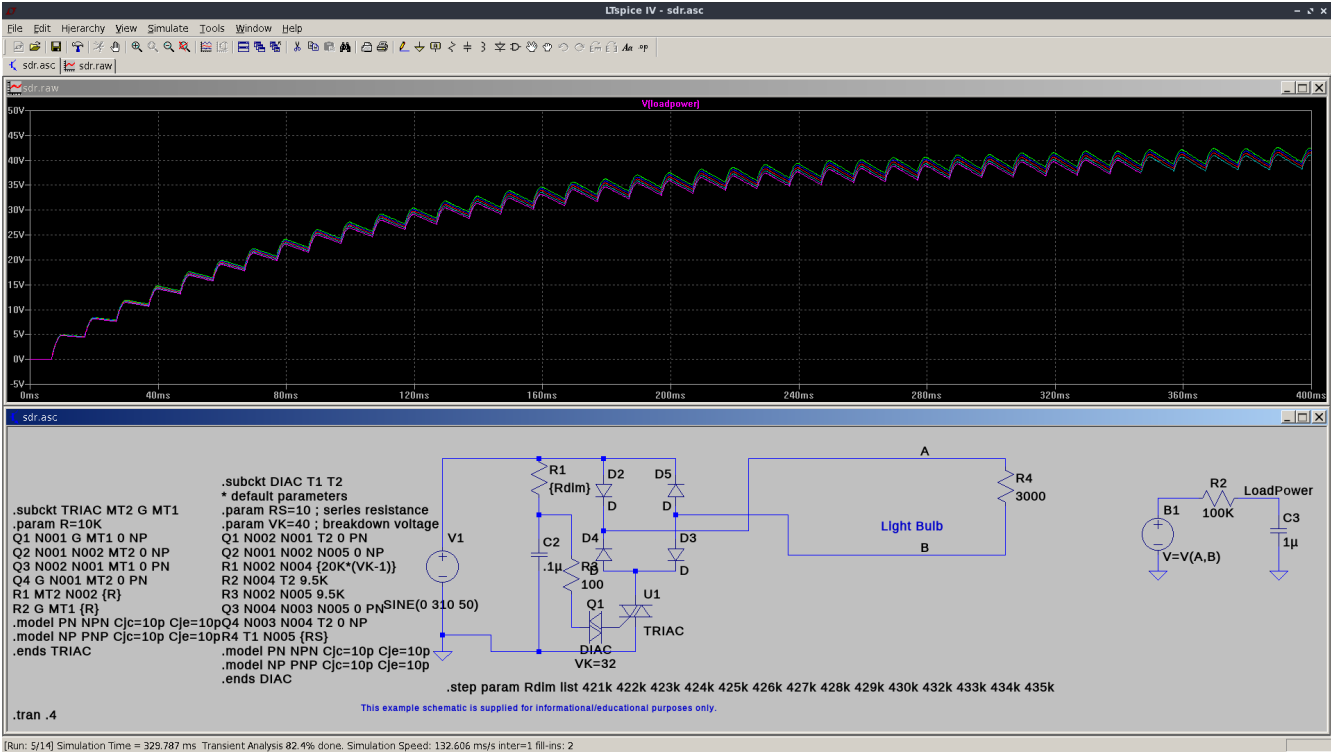 LTspice IV - sdr.asc
File Edit Hierarchy View Simulate Tools Window Help
sdr.asc sdr.raw
sdr.raw
V(loadpower)
50V
45V
40V
35V
30V
25V
20V
15V
10V
5V
0V
-5V
0ms 40ms 80ms 120ms 160ms 200ms 240ms 280ms 320ms 360ms 400ms
sdr.asc
.subckt TRIAC MT2 G MT1
.param R=10K
Q1 N001 G MT1 0 NP
Q2 N001 N002 MT2 0 NP
Q3 N002 N001 MT1 0 PN
Q4 G N001 MT2 0 PN
R1 MT2 N002 {R}
R2 G MT1 {R}
.model PN NPN Cjc=10p Cje=10p
.model NP PNP Cjc=10p Cje=10p
.ends TRIAC
.tran .4
.subckt DIAC T1 T2
* default parameters
.param RS=10 ; series resistance
.param VK=40 ; breakdown voltage
Q1 N002 N001 T2 0 PN
Q2 N001 N002 N005 0 NP
R1 N002 N004 {20K*(VK-1)}
R2 N004 T2 9.5K
R3 N002 N005 9.5K
Q3 N004 N003 N005 0 PN
Q4 N003 N004 T2 0 NP
R4 T1 N005 {RS}
.model PN NPN Cjc=10p Cje=10p
.model NP PNP Cjc=10p Cje=10p
.ends DIAC
V1
SINE(0 310 50)
R1
{Rdlm}
C2
.1µ
R3
100
D2
D
D5
D
D4
D
D3
D
Q1
DIAC
VK=32
U1
TRIAC
A
Light Bulb
B
R4
3000
B1
V=V(A,B)
R2
100K
LoadPower
C3
1µ
.step param Rdlm list 421k 422k 423k 424k 425k 426k 427k 428k 429k 430k 432k 433k 434k 435k
This example schematic is supplied for informational/educational purposes only.
[Run: 5/14] Simulation Time = 329.787 ms Transient Analysis 82.4% done. Simulation Speed: 132.606 ms/s inter=1 fill-ins: 2